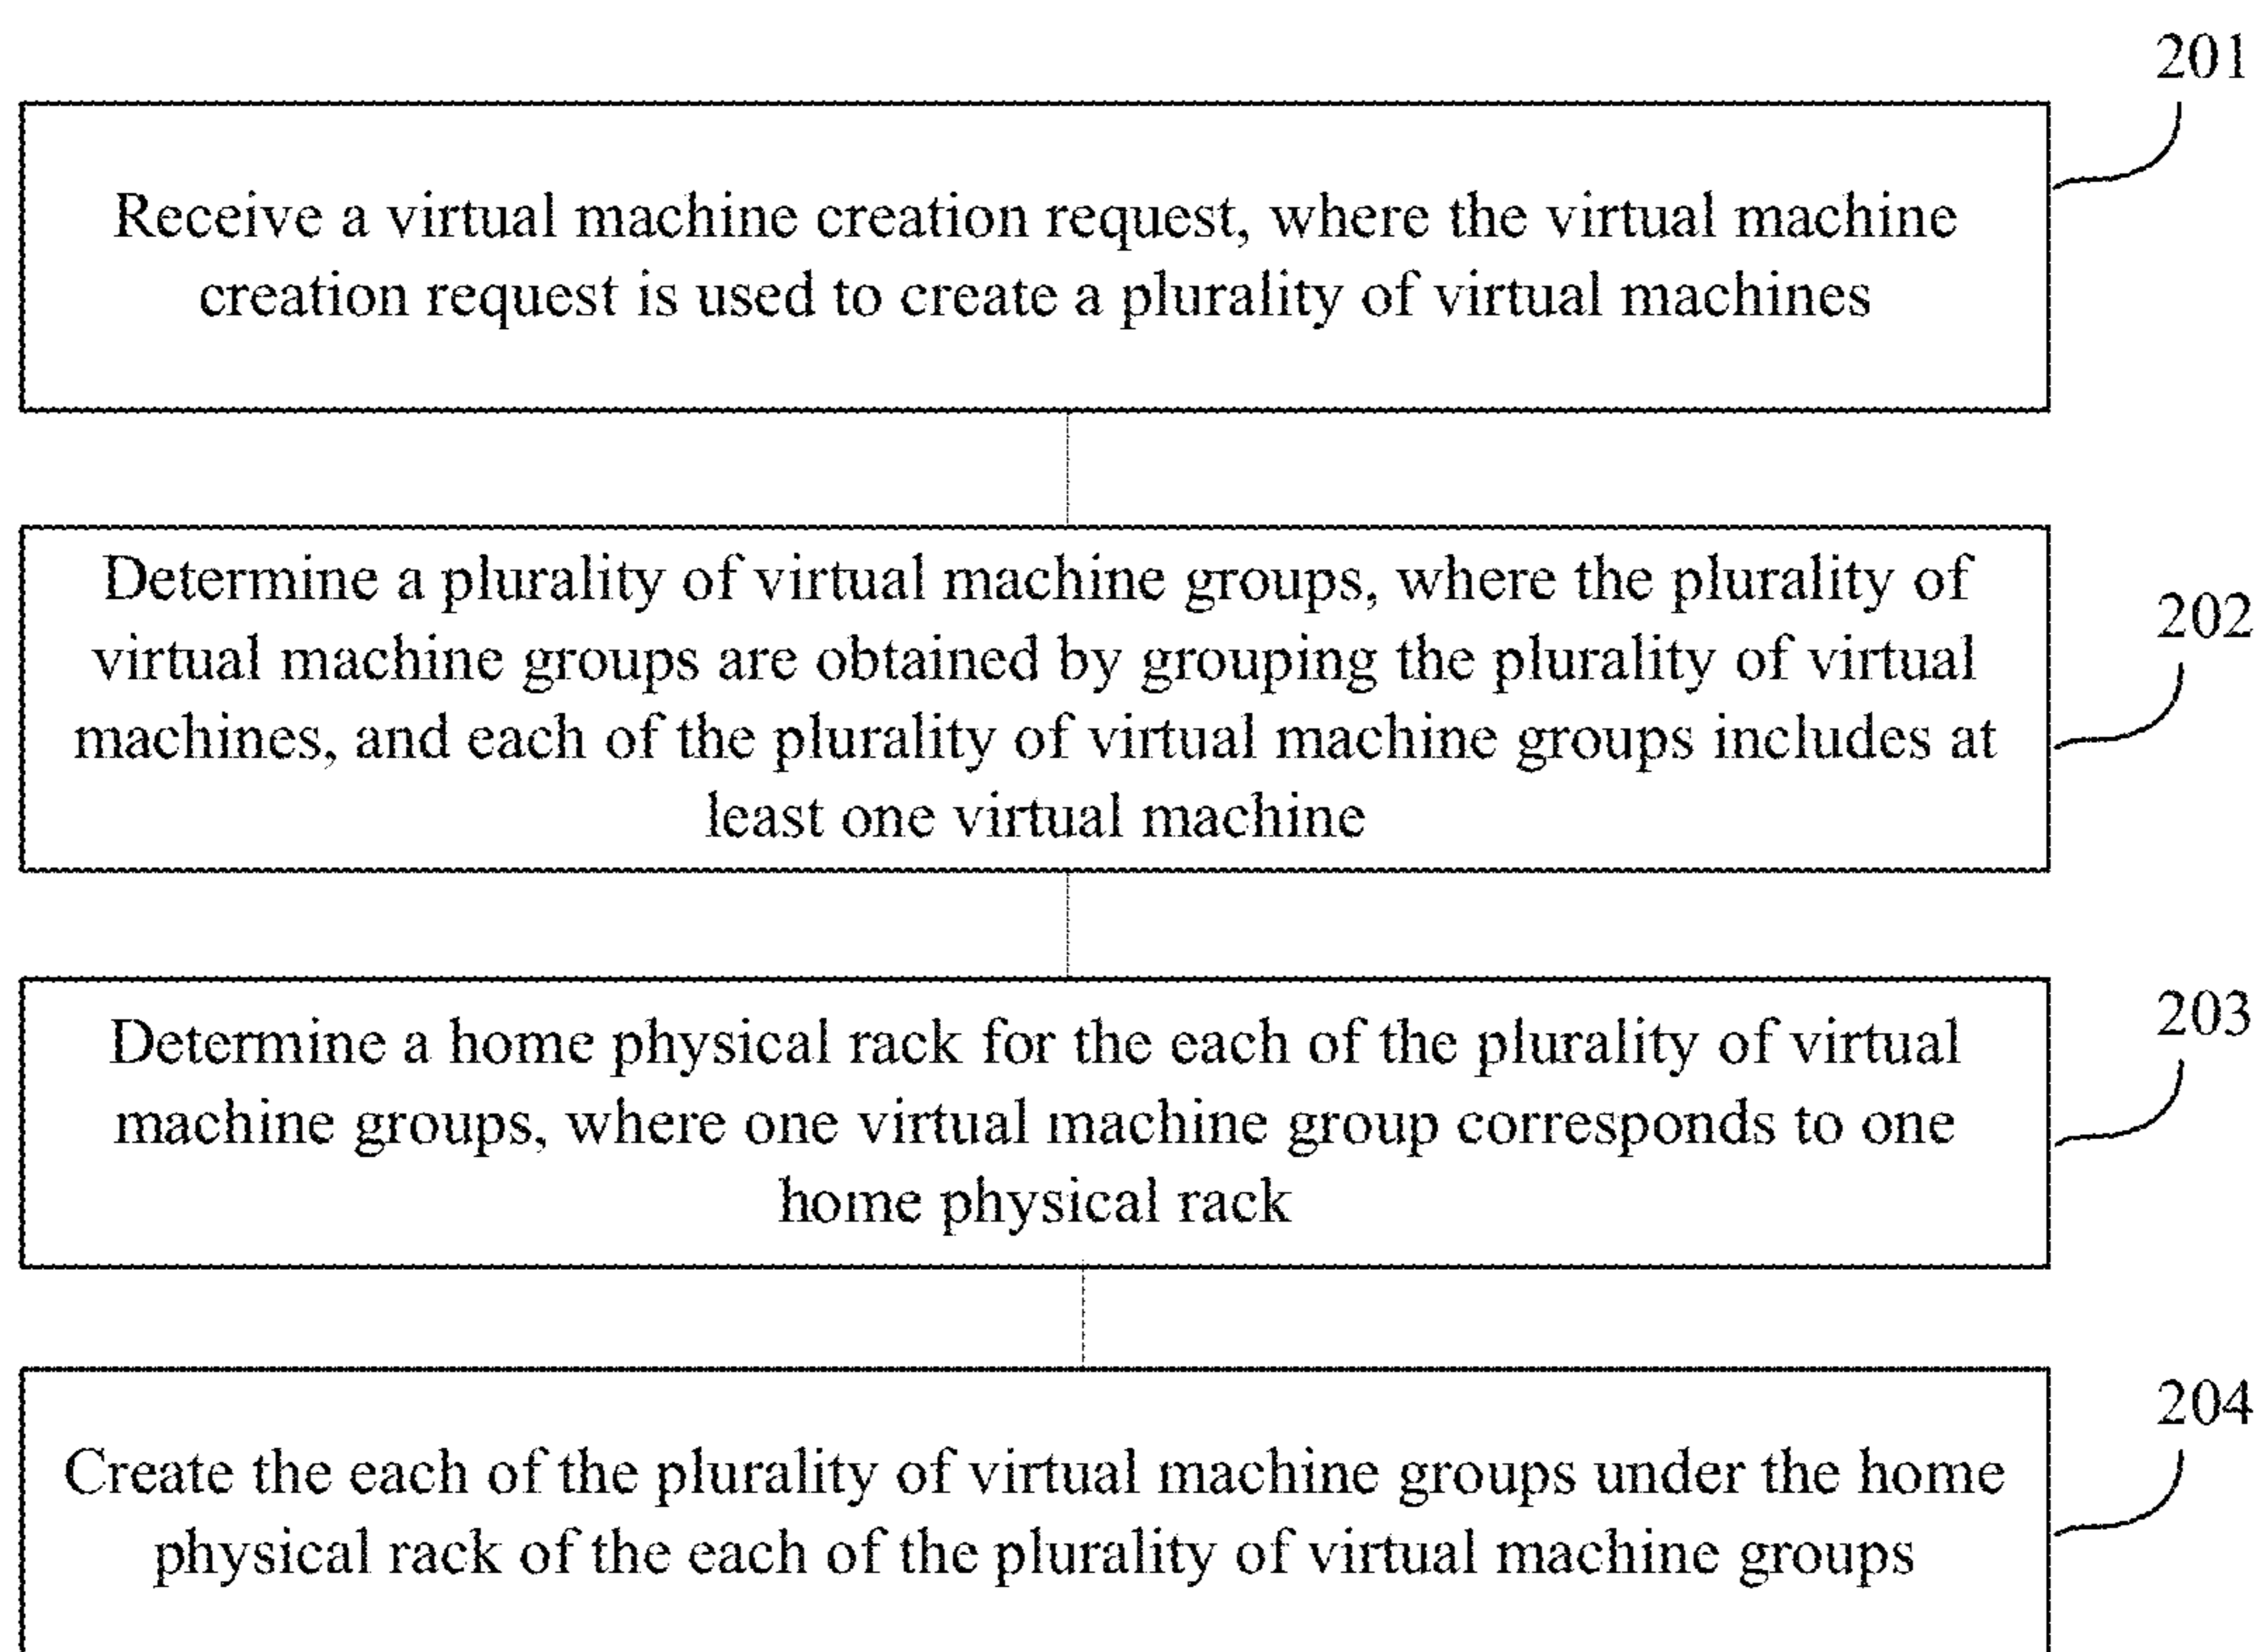 201
Receive a virtual machine creation request, where the virtual machine
creation request is used to create a plurality of virtual machines
Determine a plurality of virtual machine groups, where the plurality of
virtual machine groups are obtained by grouping the plurality of virtual
machines, and each of the plurality of virtual machine groups includes at
least one virtual machine
202
Determine a home physical rack for the each of the plurality of virtual
machine groups, where one virtual machine group corresponds to one
home physical rack
203
Create the each of the plurality of virtual machine groups under the home
physical rack of the each of the plurality of virtual machine groups
204